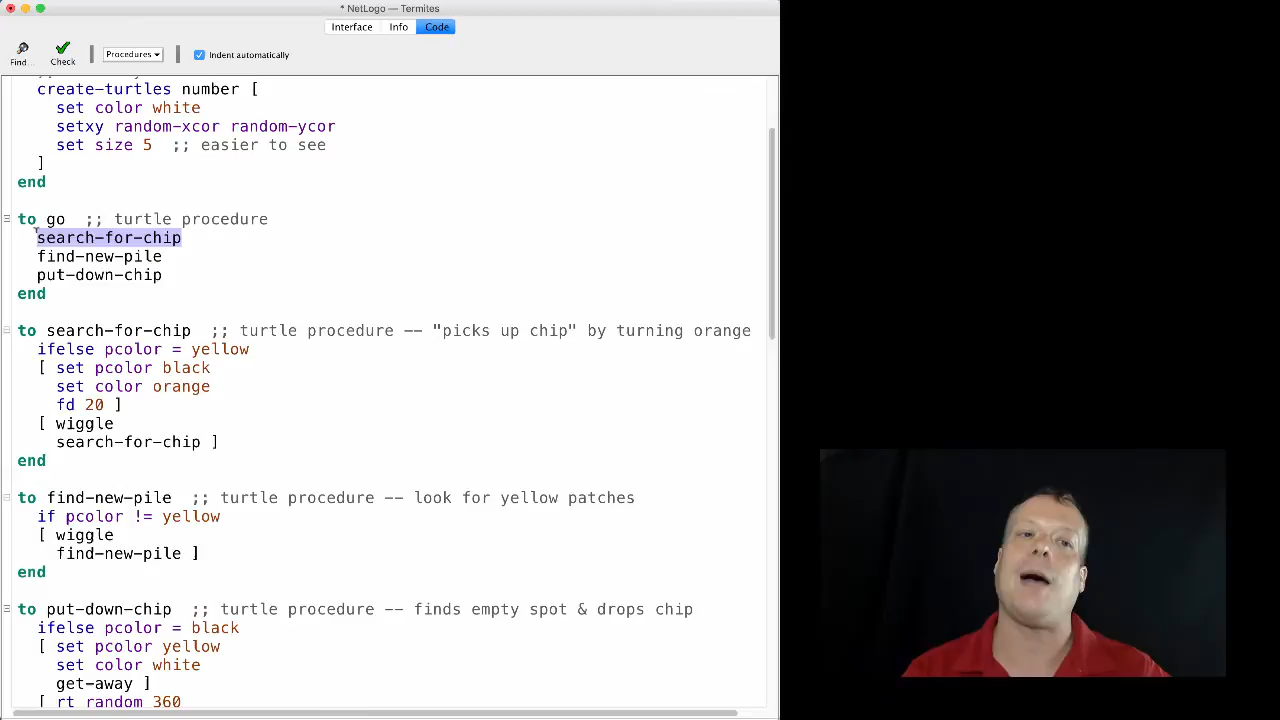 * NetLogo — Termites
Interface Info Code
Find... Check Procedures Indent automatically
create-turtles number [
set color white
setxy random-xcor random-ycor
set size 5 ;; easier to see
]
end
to go ;; turtle procedure
search-for-chip
find-new-pile
put-down-chip
end
to search-for-chip ;; turtle procedure -- "picks up chip" by turning orange
ifelse pcolor = yellow
[ set pcolor black
set color orange
fd 20 ]
[ wiggle
search-for-chip ]
end
to find-new-pile ;; turtle procedure -- look for yellow patches
if pcolor != yellow
[ wiggle
find-new-pile ]
end
to put-down-chip ;; turtle procedure -- finds empty spot & drops chip
ifelse pcolor = black
[ set pcolor yellow
set color white
get-away ]
[ rt random 360